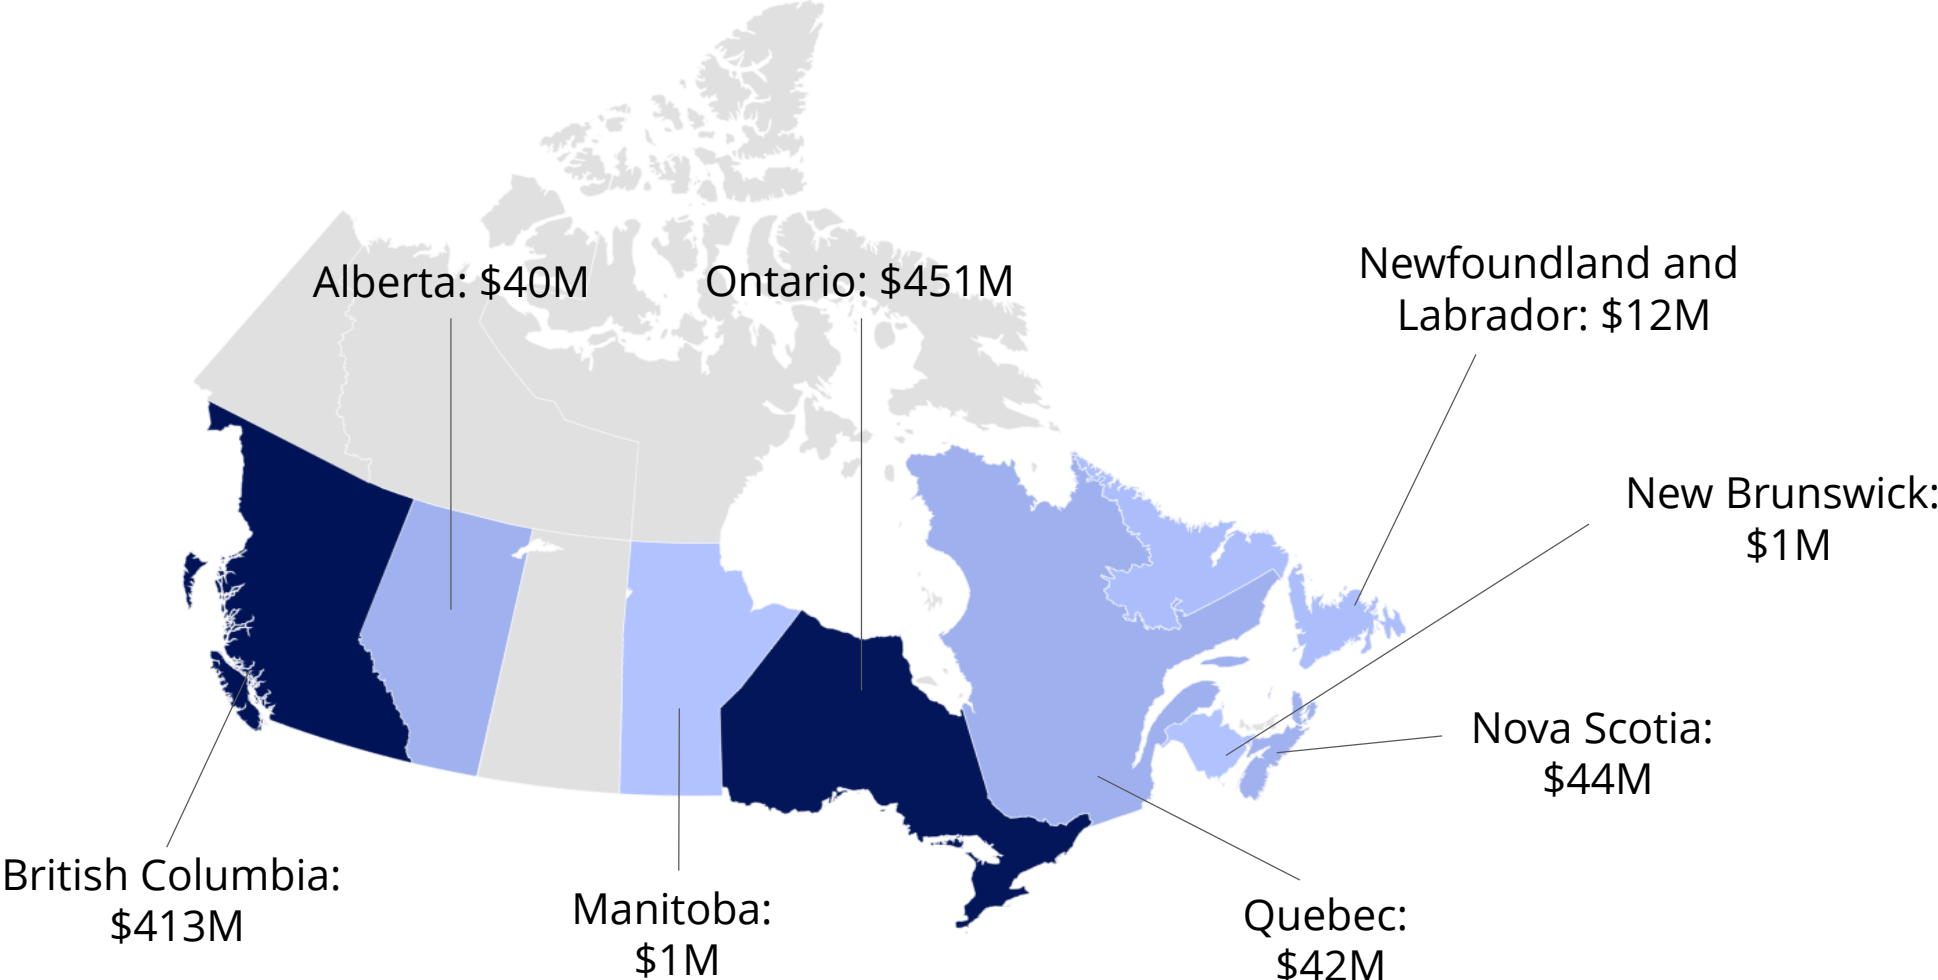 Alberta: $40M
Ontario: $451M
Newfoundland and
Labrador: $12M
New Brunswick:
$1M
Nova Scotia:
$44M
British Columbia:
$413M
Manitoba:
$1M
Quebec:
$42M